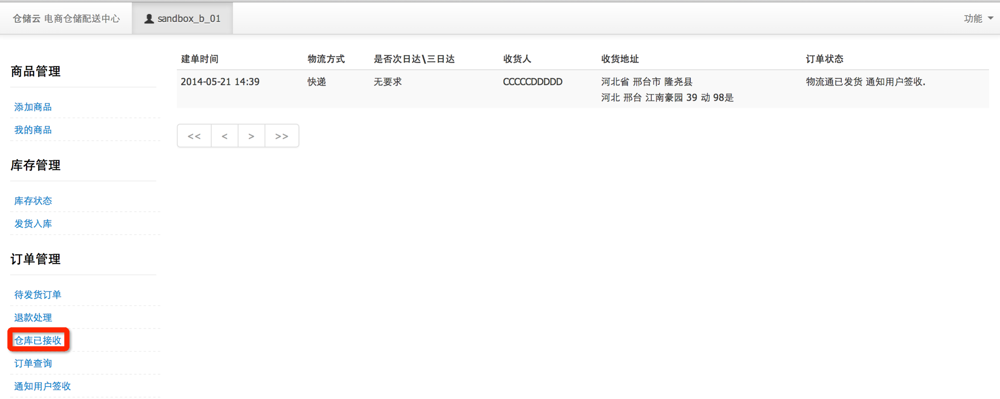 仓储云 电商仓储配送中心 sandbox_b_01 功能
商品管理
添加商品
我的商品
库存管理
库存状态
发货入库
订单管理
待发货订单
退款处理
仓库已接收
订单查询
通知用户签收
建单时间 物流方式 是否次日达\三日达 收货人 收货地址 订单状态
2014-05-21 14:39 快递 无要求 CCCCCDDDDD 河北省 邢台市 隆尧县 物流通已发货 通知用户签收.
河北 邢台 江南豪园 39 动 98是
<< < > >>